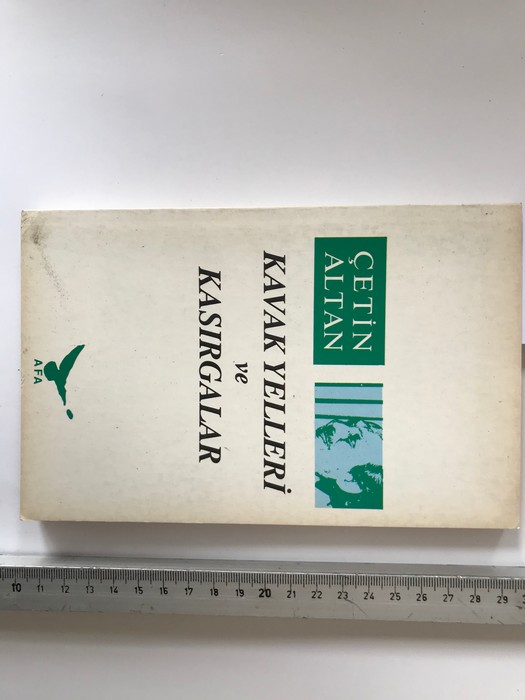 ÇETİN
ALTAN
KAVAK YELLERİ
ve
KASIRGALAR
AFA
10 11 12 13 14 15 16 17 18 19 20 21 22 23 24 25 26 27 28 29